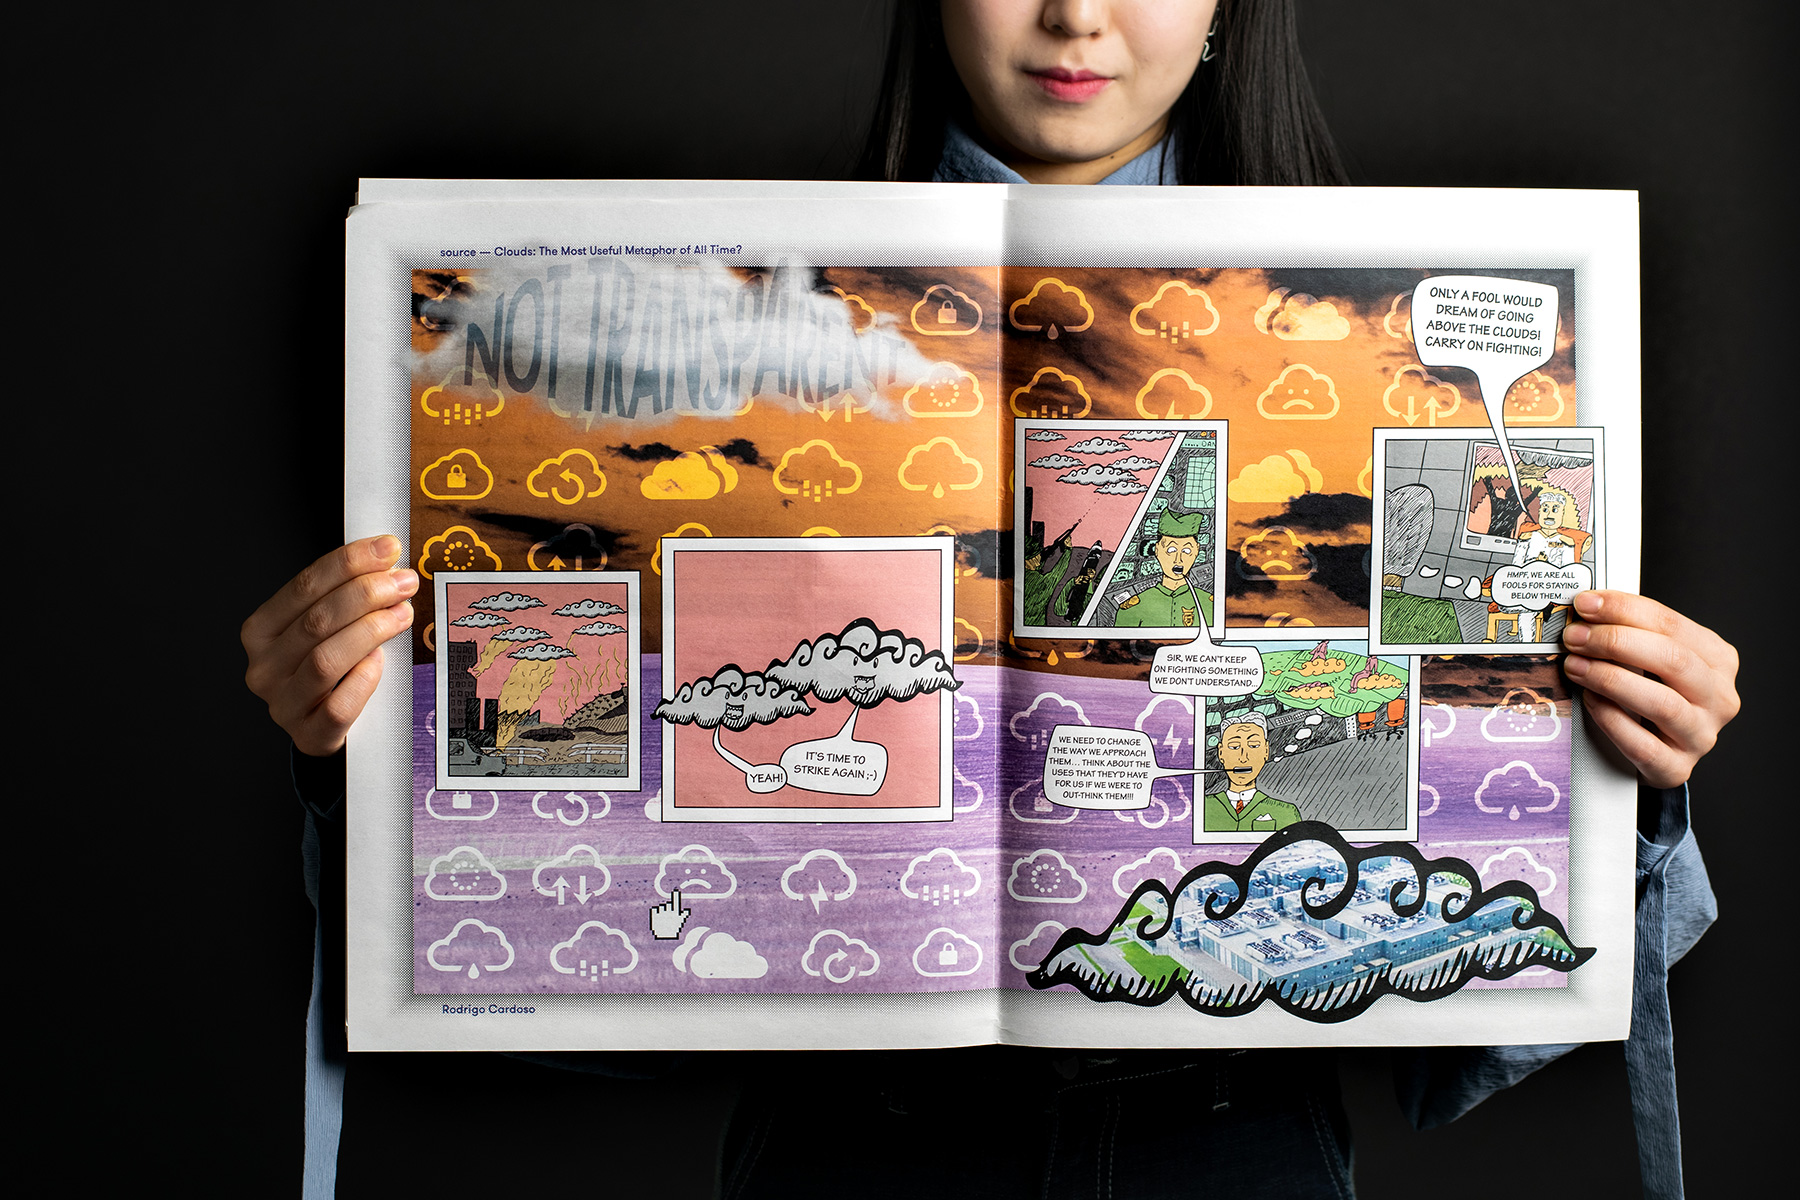 source — Clouds: The Most Useful Metaphor of All Time?
NOT TRANSPARENT
YEAH!
IT'S TIME TO
STRIKE AGAIN ;-)
Rodrigo Cardoso
SIR, WE CAN'T KEEP
ON FIGHTING SOMETHING
WE DON'T UNDERSTAND...
ONLY A FOOL WOULD
DREAM OF GOING
ABOVE THE CLOUDS!
CARRY ON FIGHTING!
HMPF, WE ARE ALL
FOOLS FOR STAYING
BELOW THEM...
WE NEED TO CHANGE
THE WAY WE APPROACH
THEM... THINK ABOUT THE
USES THAT THEY'D HAVE
FOR US IF WE WERE TO
OUT-THINK THEM!!!